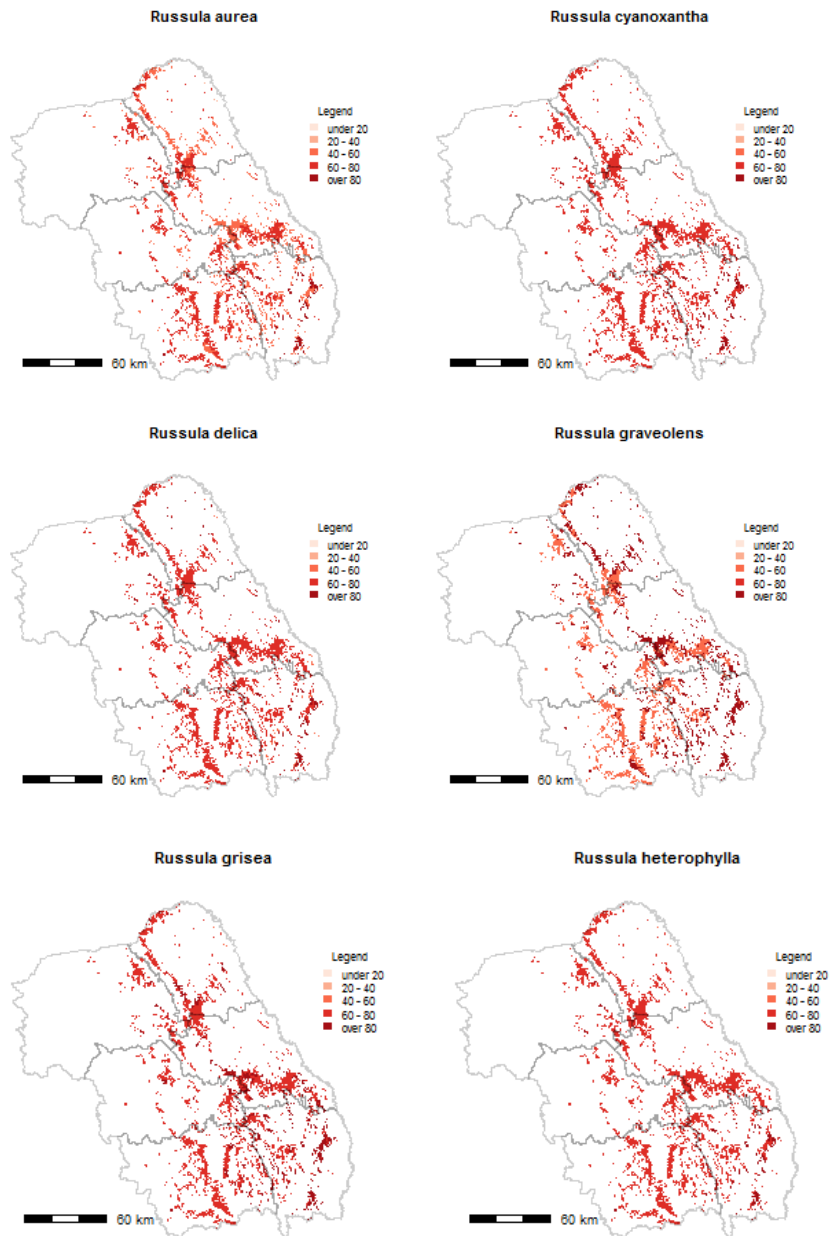 Russula aurea
Legend
under 20
20 - 40
40 - 60
60 - 80
over 80
60 km
Russula cyanoxantha
Legend
under 20
20 - 40
40 - 60
60 - 80
over 80
60 km
Russula delica
Legend
under 20
20 - 40
40 - 60
60 - 80
over 80
60 km
Russula graveolens
Legend
under 20
20 - 40
40 - 60
60 - 80
over 80
60 km
Russula grisea
Legend
under 20
20 - 40
40 - 60
60 - 80
over 80
60 km
Russula heterophylla
Legend
under 20
20 - 40
40 - 60
60 - 80
over 80
60 km